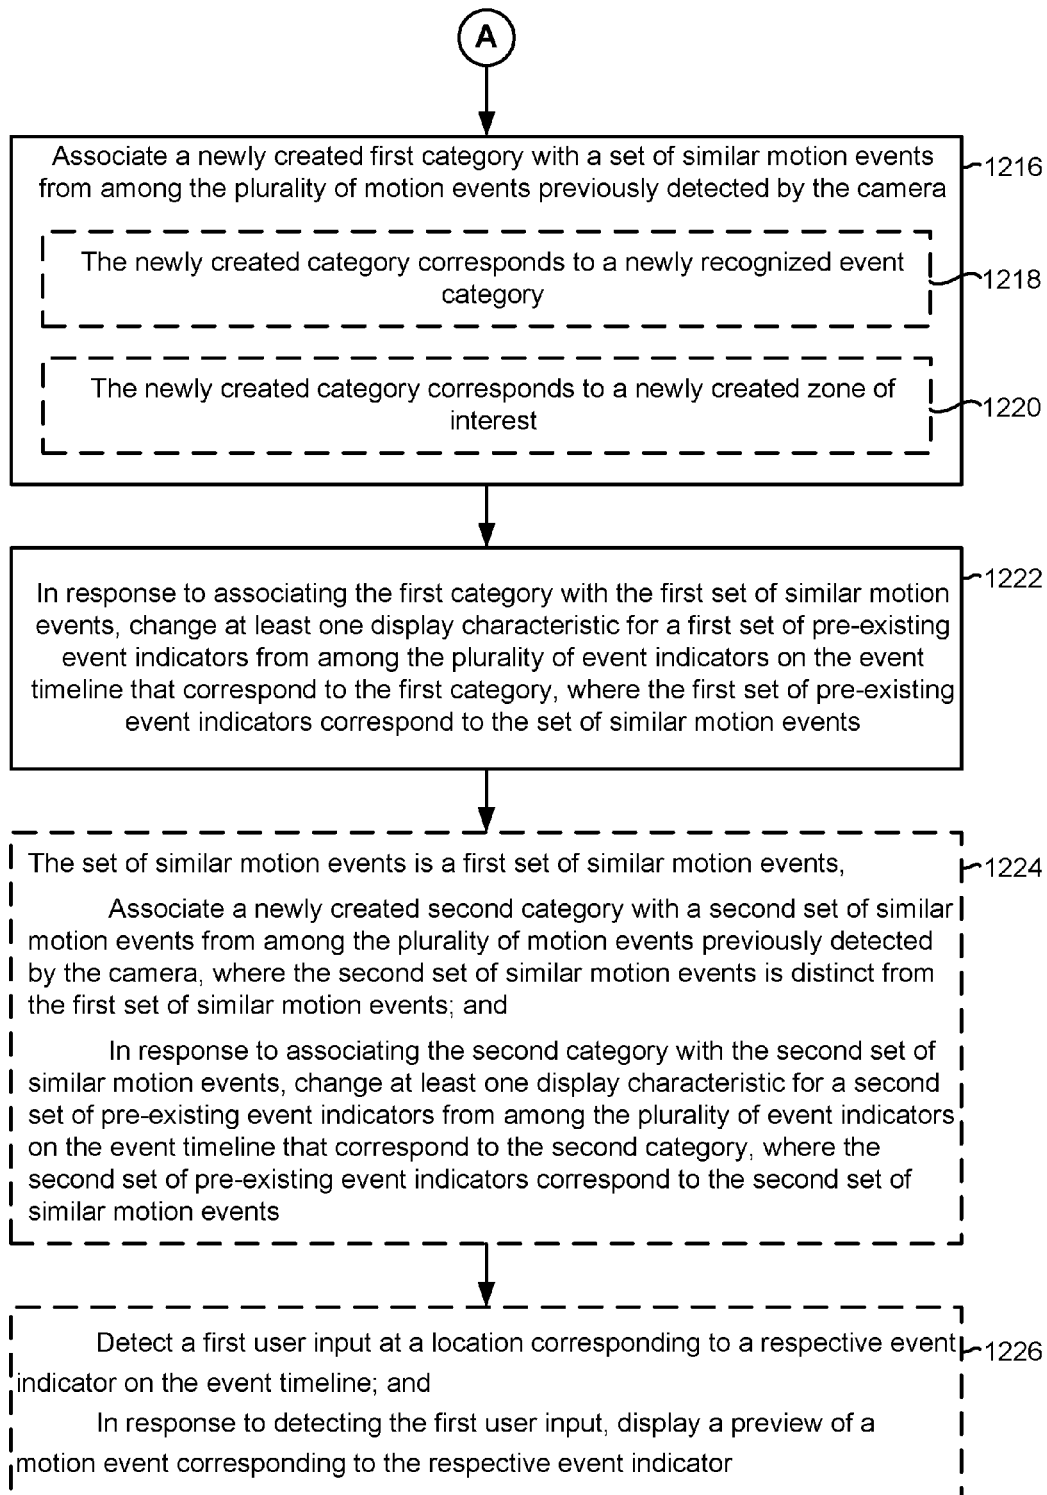 A
Associate a newly created first category with a set of similar motion events
from among the plurality of motion events previously detected by the camera
1216
The newly created category corresponds to a newly recognized event
category
1218
The newly created category corresponds to a newly created zone of
interest
1220
In response to associating the first category with the first set of similar motion
events, change at least one display characteristic for a first set of pre-existing
event indicators from among the plurality of event indicators on the event
timeline that correspond to the first category, where the first set of pre-existing
event indicators correspond to the set of similar motion events
1222
The set of similar motion events is a first set of similar motion events,
Associate a newly created second category with a second set of similar
motion events from among the plurality of motion events previously detected
by the camera, where the second set of similar motion events is distinct from
the first set of similar motion events; and
In response to associating the second category with the second set of
similar motion events, change at least one display characteristic for a second
set of pre-existing event indicators from among the plurality of event indicators
on the event timeline that correspond to the second category, where the
second set of pre-existing event indicators correspond to the second set of
similar motion events
1224
Detect a first user input at a location corresponding to a respective event
indicator on the event timeline; and
In response to detecting the first user input, display a preview of a
motion event corresponding to the respective event indicator
1226